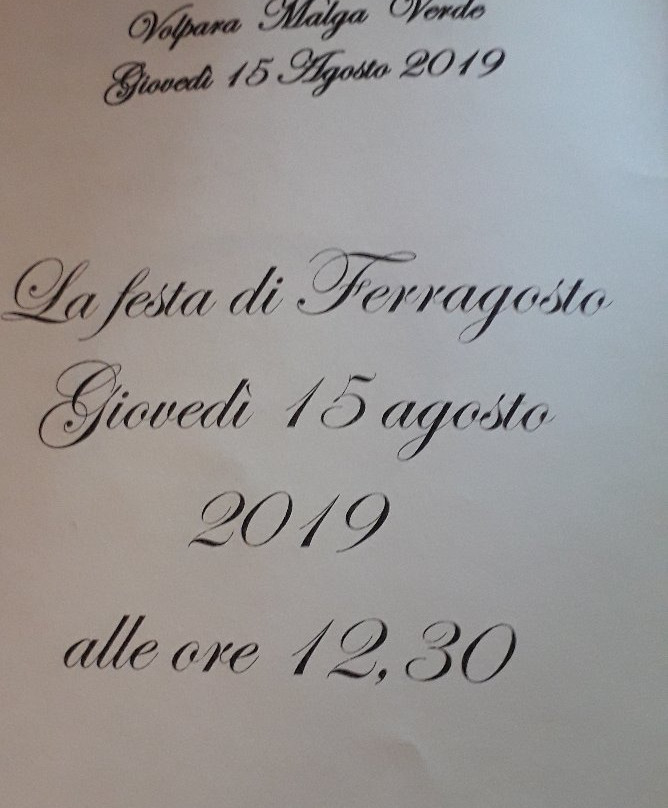 Volpara Malga Verde
Giovedì 15 Agosto 2019
La festa di Ferragosto
Giovedì 15 agosto
2019
alle ore 12,30